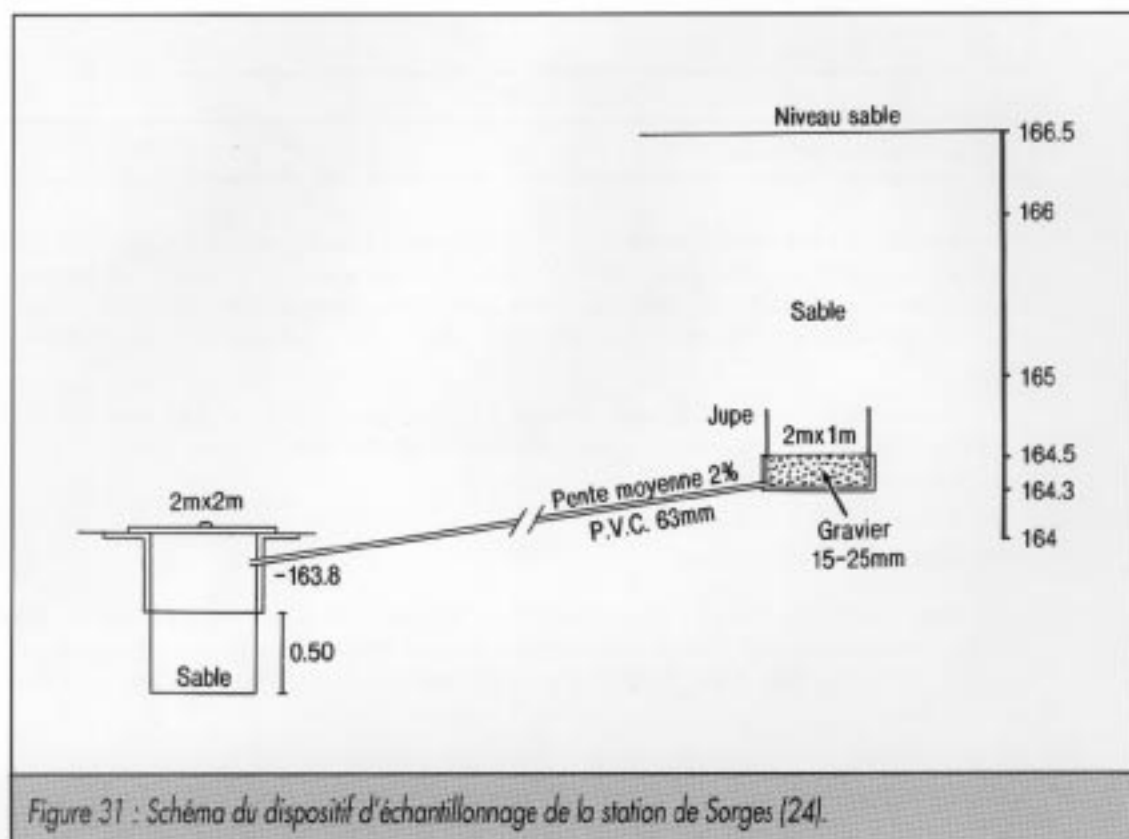 Niveau sable
166.5
166
Sable
165
Jupe
2mx1m
164.5
164.3
164
Pente moyenne 2%
P.V.C. 63mm
Gravier
15-25mm
2mx2m
-163.8
0.50
Sable
Figure 31 : Schéma du dispositif d'échantillonnage de la station de Sorges (24).